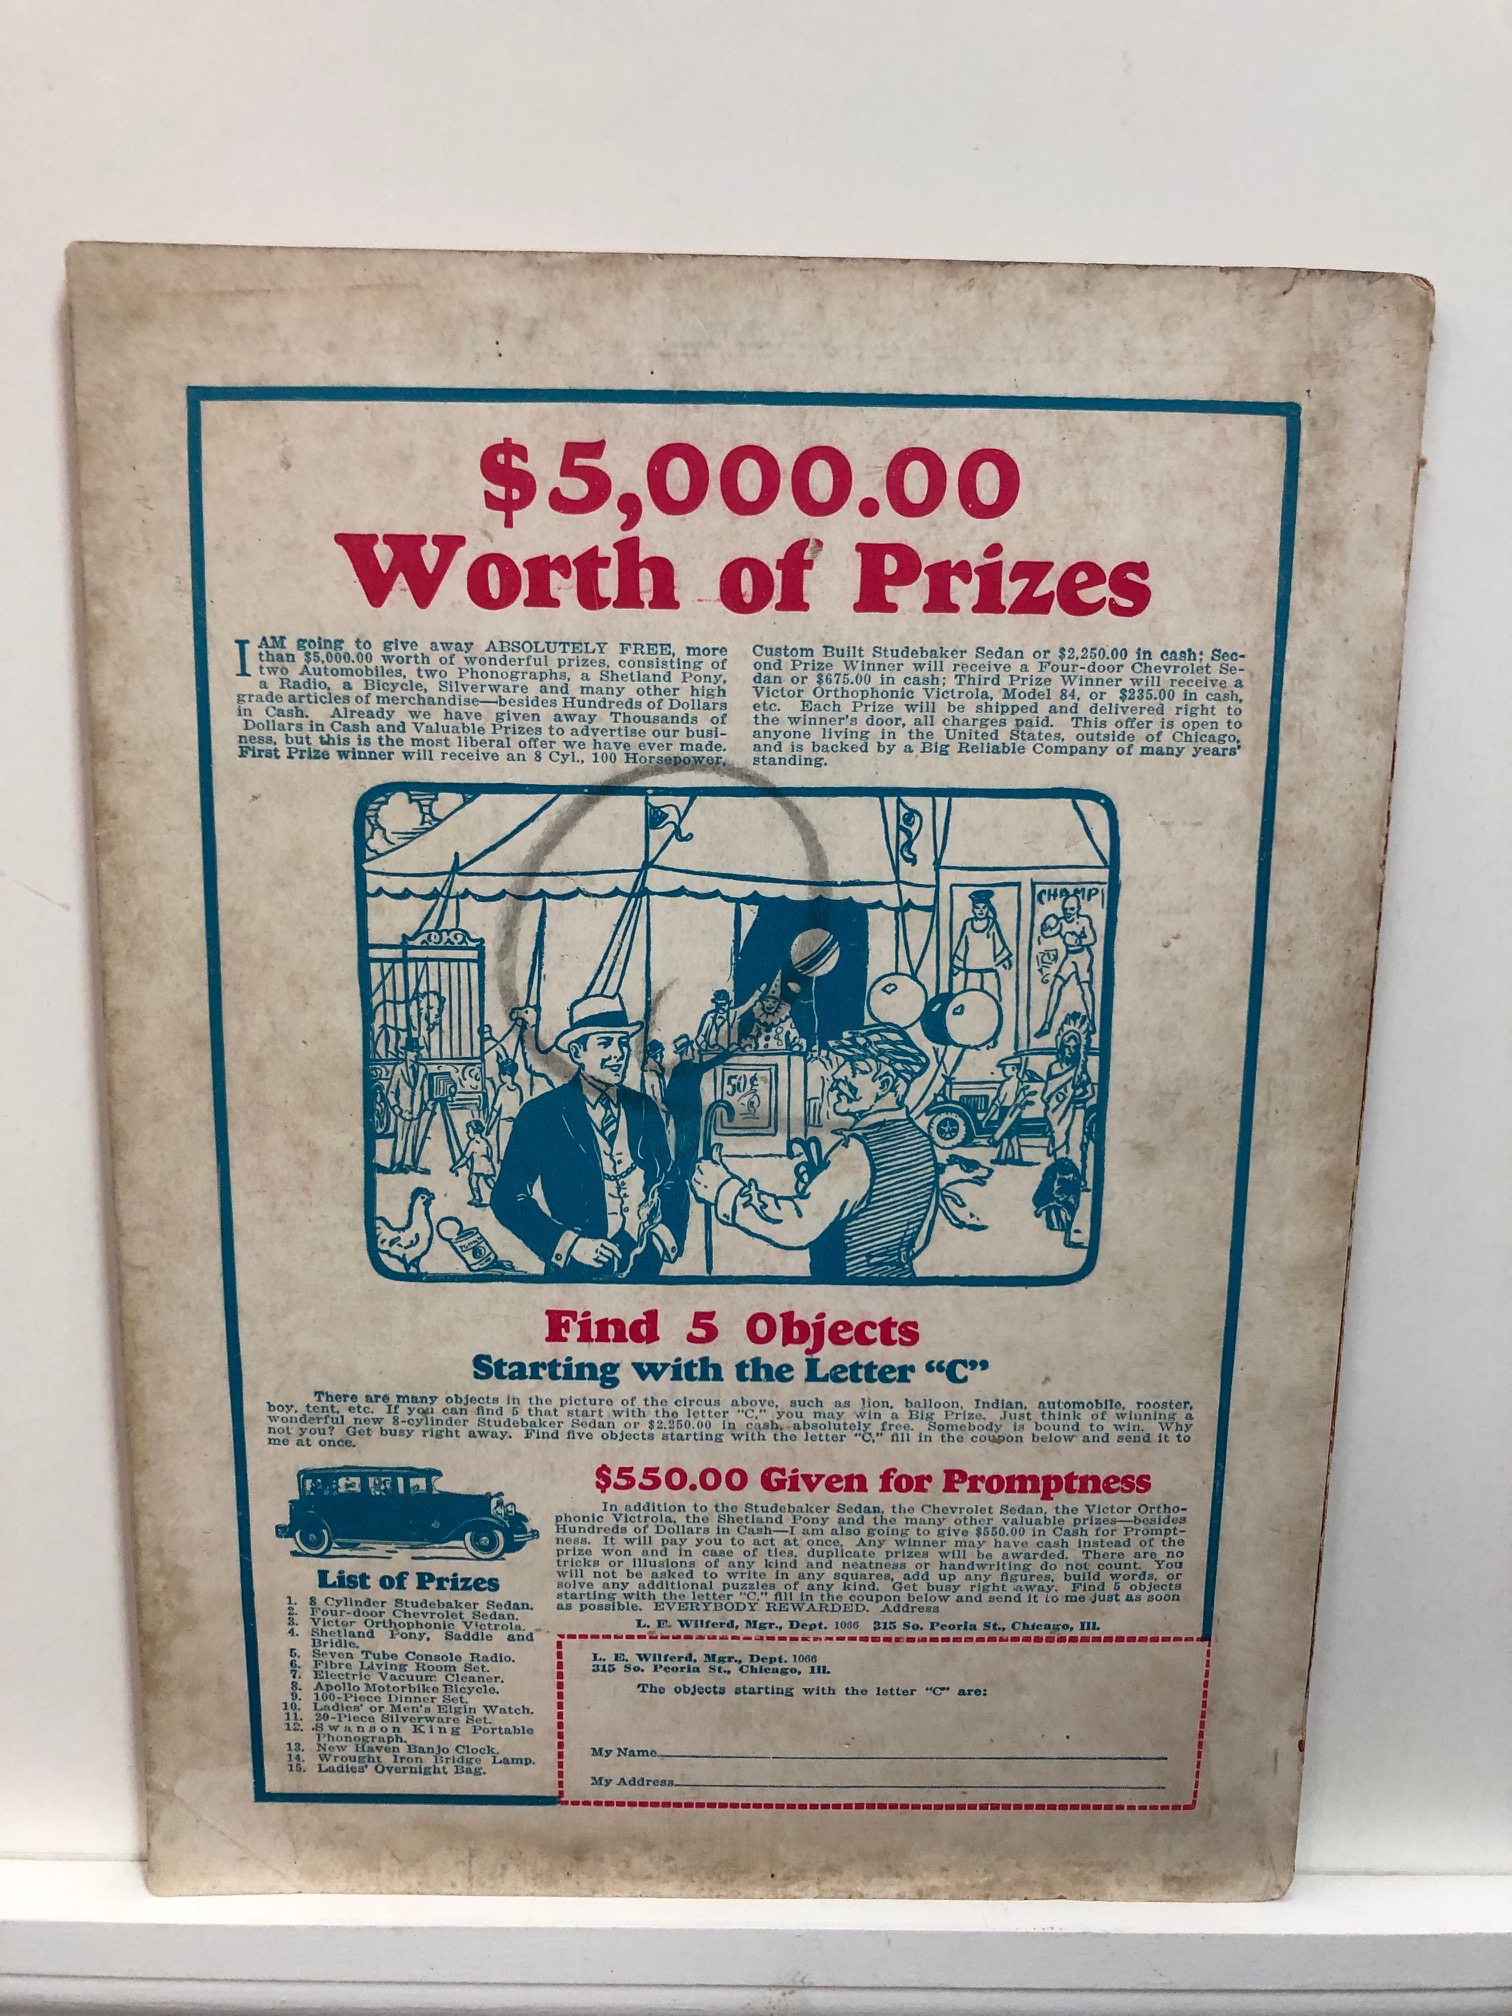 $5,000.00
Worth of Prizes
I AM going to give away ABSOLUTELY FREE, more
than $5,000.00 worth of wonderful prizes, consisting of
two Automobiles, two Phonographs, a Shetland Pony,
a Radio, a Bicycle, Silverware and many other high
grade articles of merchandise—besides Hundreds of Dollars
in Cash. Already we have given away Thousands of
Dollars in Cash and Valuable Prizes to advertise our busi-
ness, but this is the most liberal offer we have ever made.
First Prize winner will receive an 8 Cyl., 100 Horsepower,
Custom Built Studebaker Sedan or $2,250.00 in cash; Sec-
ond Prize Winner will receive a Four-door Chevrolet Se-
dan or $675.00 in cash; Third Prize Winner will receive a
Victor Orthophonic Victrola, Model 84, or $235.00 in cash,
etc. Each Prize will be shipped and delivered right to
the winner's door, all charges paid. This offer is open to
anyone living in the United States, outside of Chicago,
and is backed by a Big Reliable Company of many years'
standing.
CHAMP
50¢
Find 5 Objects
Starting with the Letter "C"
There are many objects in the picture of the circus above, such as lion, balloon, Indian, automobile, rooster,
boy, tent, etc. If you can find 5 that start with the letter "C," you may win a Big Prize. Just think of winning a
wonderful new 8-cylinder Studebaker Sedan or $2,250.00 in cash, absolutely free. Somebody is bound to win. Why
not you? Get busy right away. Find five objects starting with the letter "C," fill in the coupon below and send it to
me at once.
$550.00 Given for Promptness
In addition to the Studebaker Sedan, the Chevrolet Sedan, the Victor Ortho-
phonic Victrola, the Shetland Pony and the many other valuable prizes—besides
Hundreds of Dollars in Cash—I am also going to give $550.00 in Cash for Prompt-
ness. It will pay you to act at once. Any winner may have cash instead of the
prize won and in case of ties, duplicate prizes will be awarded. There are no
tricks or illusions of any kind and neatness or handwriting do not count. You
will not be asked to write in any squares, add up any figures, build words, or
solve any additional puzzles of any kind. Get busy right away. Find 5 objects
starting with the letter "C," fill in the coupon below and send it to me just as soon
as possible. EVERYBODY REWARDED. Address
L. E. Wilferd, Mgr., Dept. 1066 315 So. Peoria St., Chicago, Ill.
List of Prizes
1. 8 Cylinder Studebaker Sedan.
2. Four-door Chevrolet Sedan.
3. Victor Orthophonic Victrola.
4. Shetland Pony, Saddle and
Bridle.
5. Seven Tube Console Radio.
6. Fibre Living Room Set.
7. Electric Vacuum Cleaner.
8. Apollo Motorbike Bicycle.
9. 100-Piece Dinner Set.
10. Ladies' or Men's Elgin Watch.
11. 29-Piece Silverware Set.
12. Swanson King Portable
Phonograph.
13. New Haven Banjo Clock.
14. Wrought Iron Bridge Lamp.
15. Ladies' Overnight Bag.
L. E. Wilferd, Mgr., Dept. 1066
315 So. Peoria St., Chicago, Ill.
The objects starting with the letter "C" are:
My Name
My Address